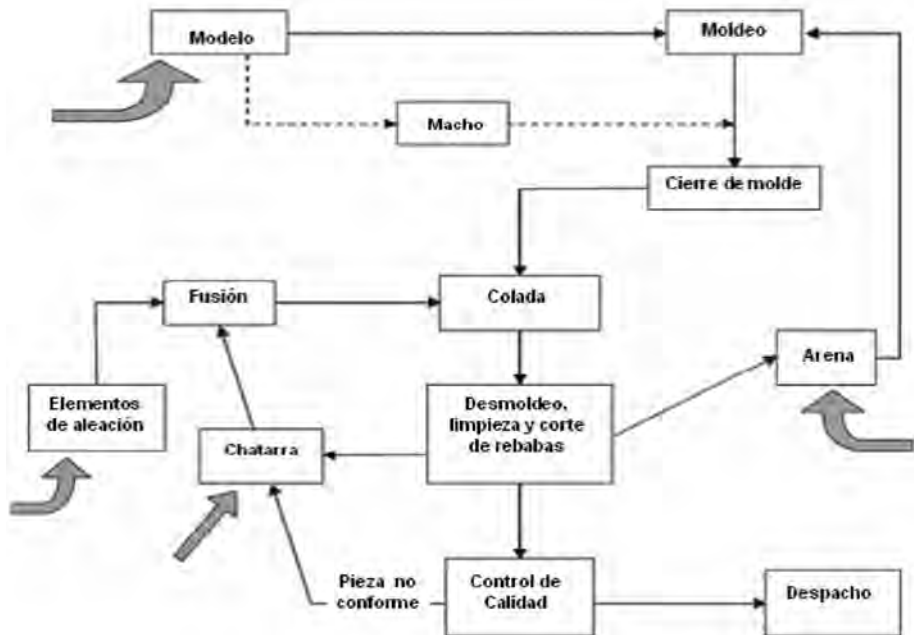 Modelo
Moldeo
Macho
Cierre de molde
Fusión
Colada
Arena
Elementos
de aleación
Desmoldeo,
limpieza y corte
de rebabas
Chatarra
Pieza no
conforme
Control de
Calidad
Despacho